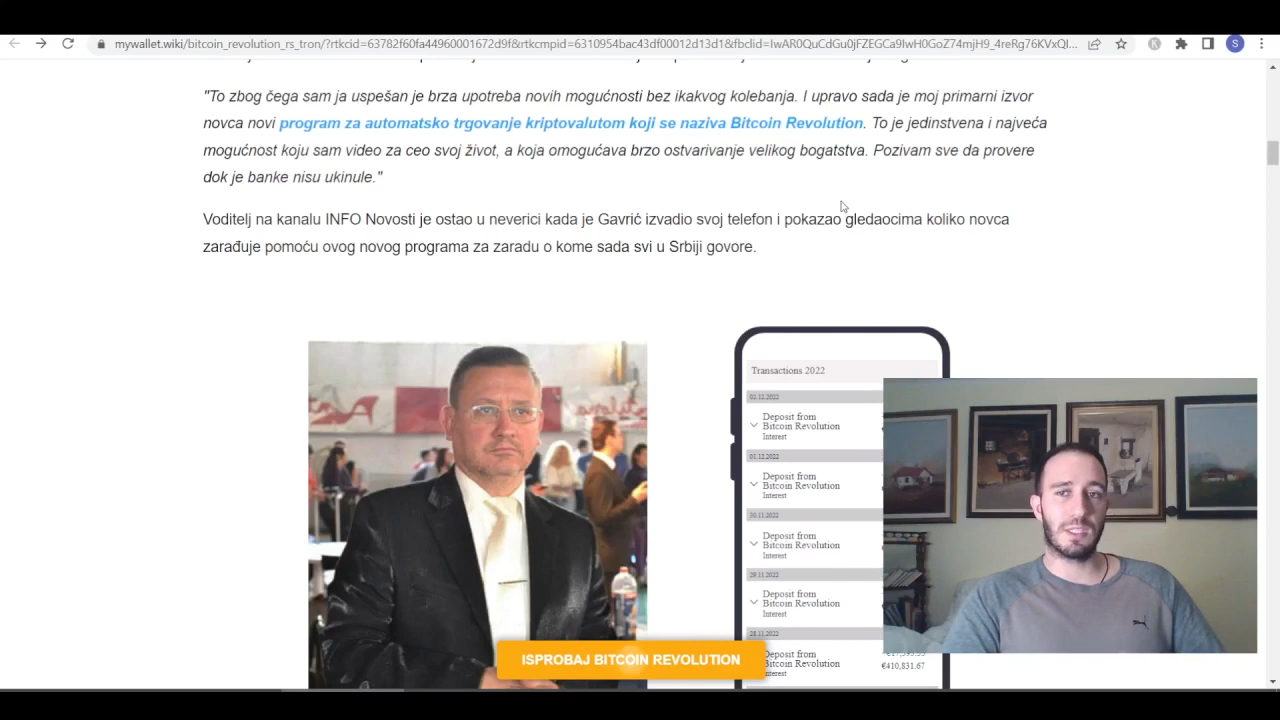 mywallet.wiki/bitcoin_revolution_rs_tron/?rtkcid=63782f60fa44960001672d9f&rtkcmpid=6310954bac43df00012d13d1&fbclid=IwAR0QuCdGu0jFZEGCa9IwH0GoZ74mjH9_4reRg76KVxQI...
K
S
"To zbog čega sam ja uspešan je brza upotreba novih mogućnosti bez ikakvog kolebanja. I upravo sada je moj primarni izvor
novca novi program za automatsko trgovanje kriptovalutom koji se naziva Bitcoin Revolution. To je jedinstvena i najveća
mogućnost koju sam video za ceo svoj život, a koja omogućava brzo ostvarivanje velikog bogatstva. Pozivam sve da provere
dok je banke nisu ukinule."
Voditelj na kanalu INFO Novosti je ostao u neverici kada je Gavrić izvadio svoj telefon i pokazao gledaocima koliko novca
zarađuje pomoću ovog novog programa za zaradu o kome sada svi u Srbiji govore.
Transactions 2022
02.12.2022
Deposit from
Bitcoin Revolution
Interest
01.12.2022
Deposit from
Bitcoin Revolution
Interest
30.11.2022
Deposit from
Bitcoin Revolution
Interest
29.11.2022
Deposit from
Bitcoin Revolution
Interest
28.11.2022
Deposit from
Bitcoin Revolution
Interest
€410,831.67
ISPROBAJ BITCOIN REVOLUTION